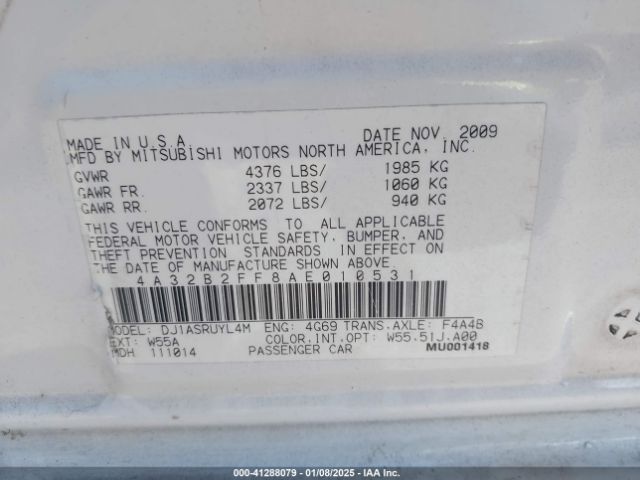 MADE IN U.S.A DATE NOV. 2009
MFD BY MITSUBISHI MOTORS NORTH AMERICA, INC.
GVWR 4376 LBS/ 1985 KG
GAWR FR. 2337 LBS/ 1060 KG
GAWR RR. 2072 LBS/ 940 KG
THIS VEHICLE CONFORMS TO ALL APPLICABLE
FEDERAL MOTOR VEHICLE SAFETY, BUMPER, AND
THEFT PREVENTION STANDARDS IN EFFECT ON
THE DATE OF MANUFACTURE SHOWN ABOVE.
4A32B2FF8AE010531
MODEL: DJ1ASRUYL4M ENG: 4G69 TRANS.AXLE: F4A4B
EXT: W55A COLOR.INT.OPT: W55.51J.A00
MDH 111014 PASSENGER CAR MU001418
000-41288079 - 01/08/2025 - IAA Inc.